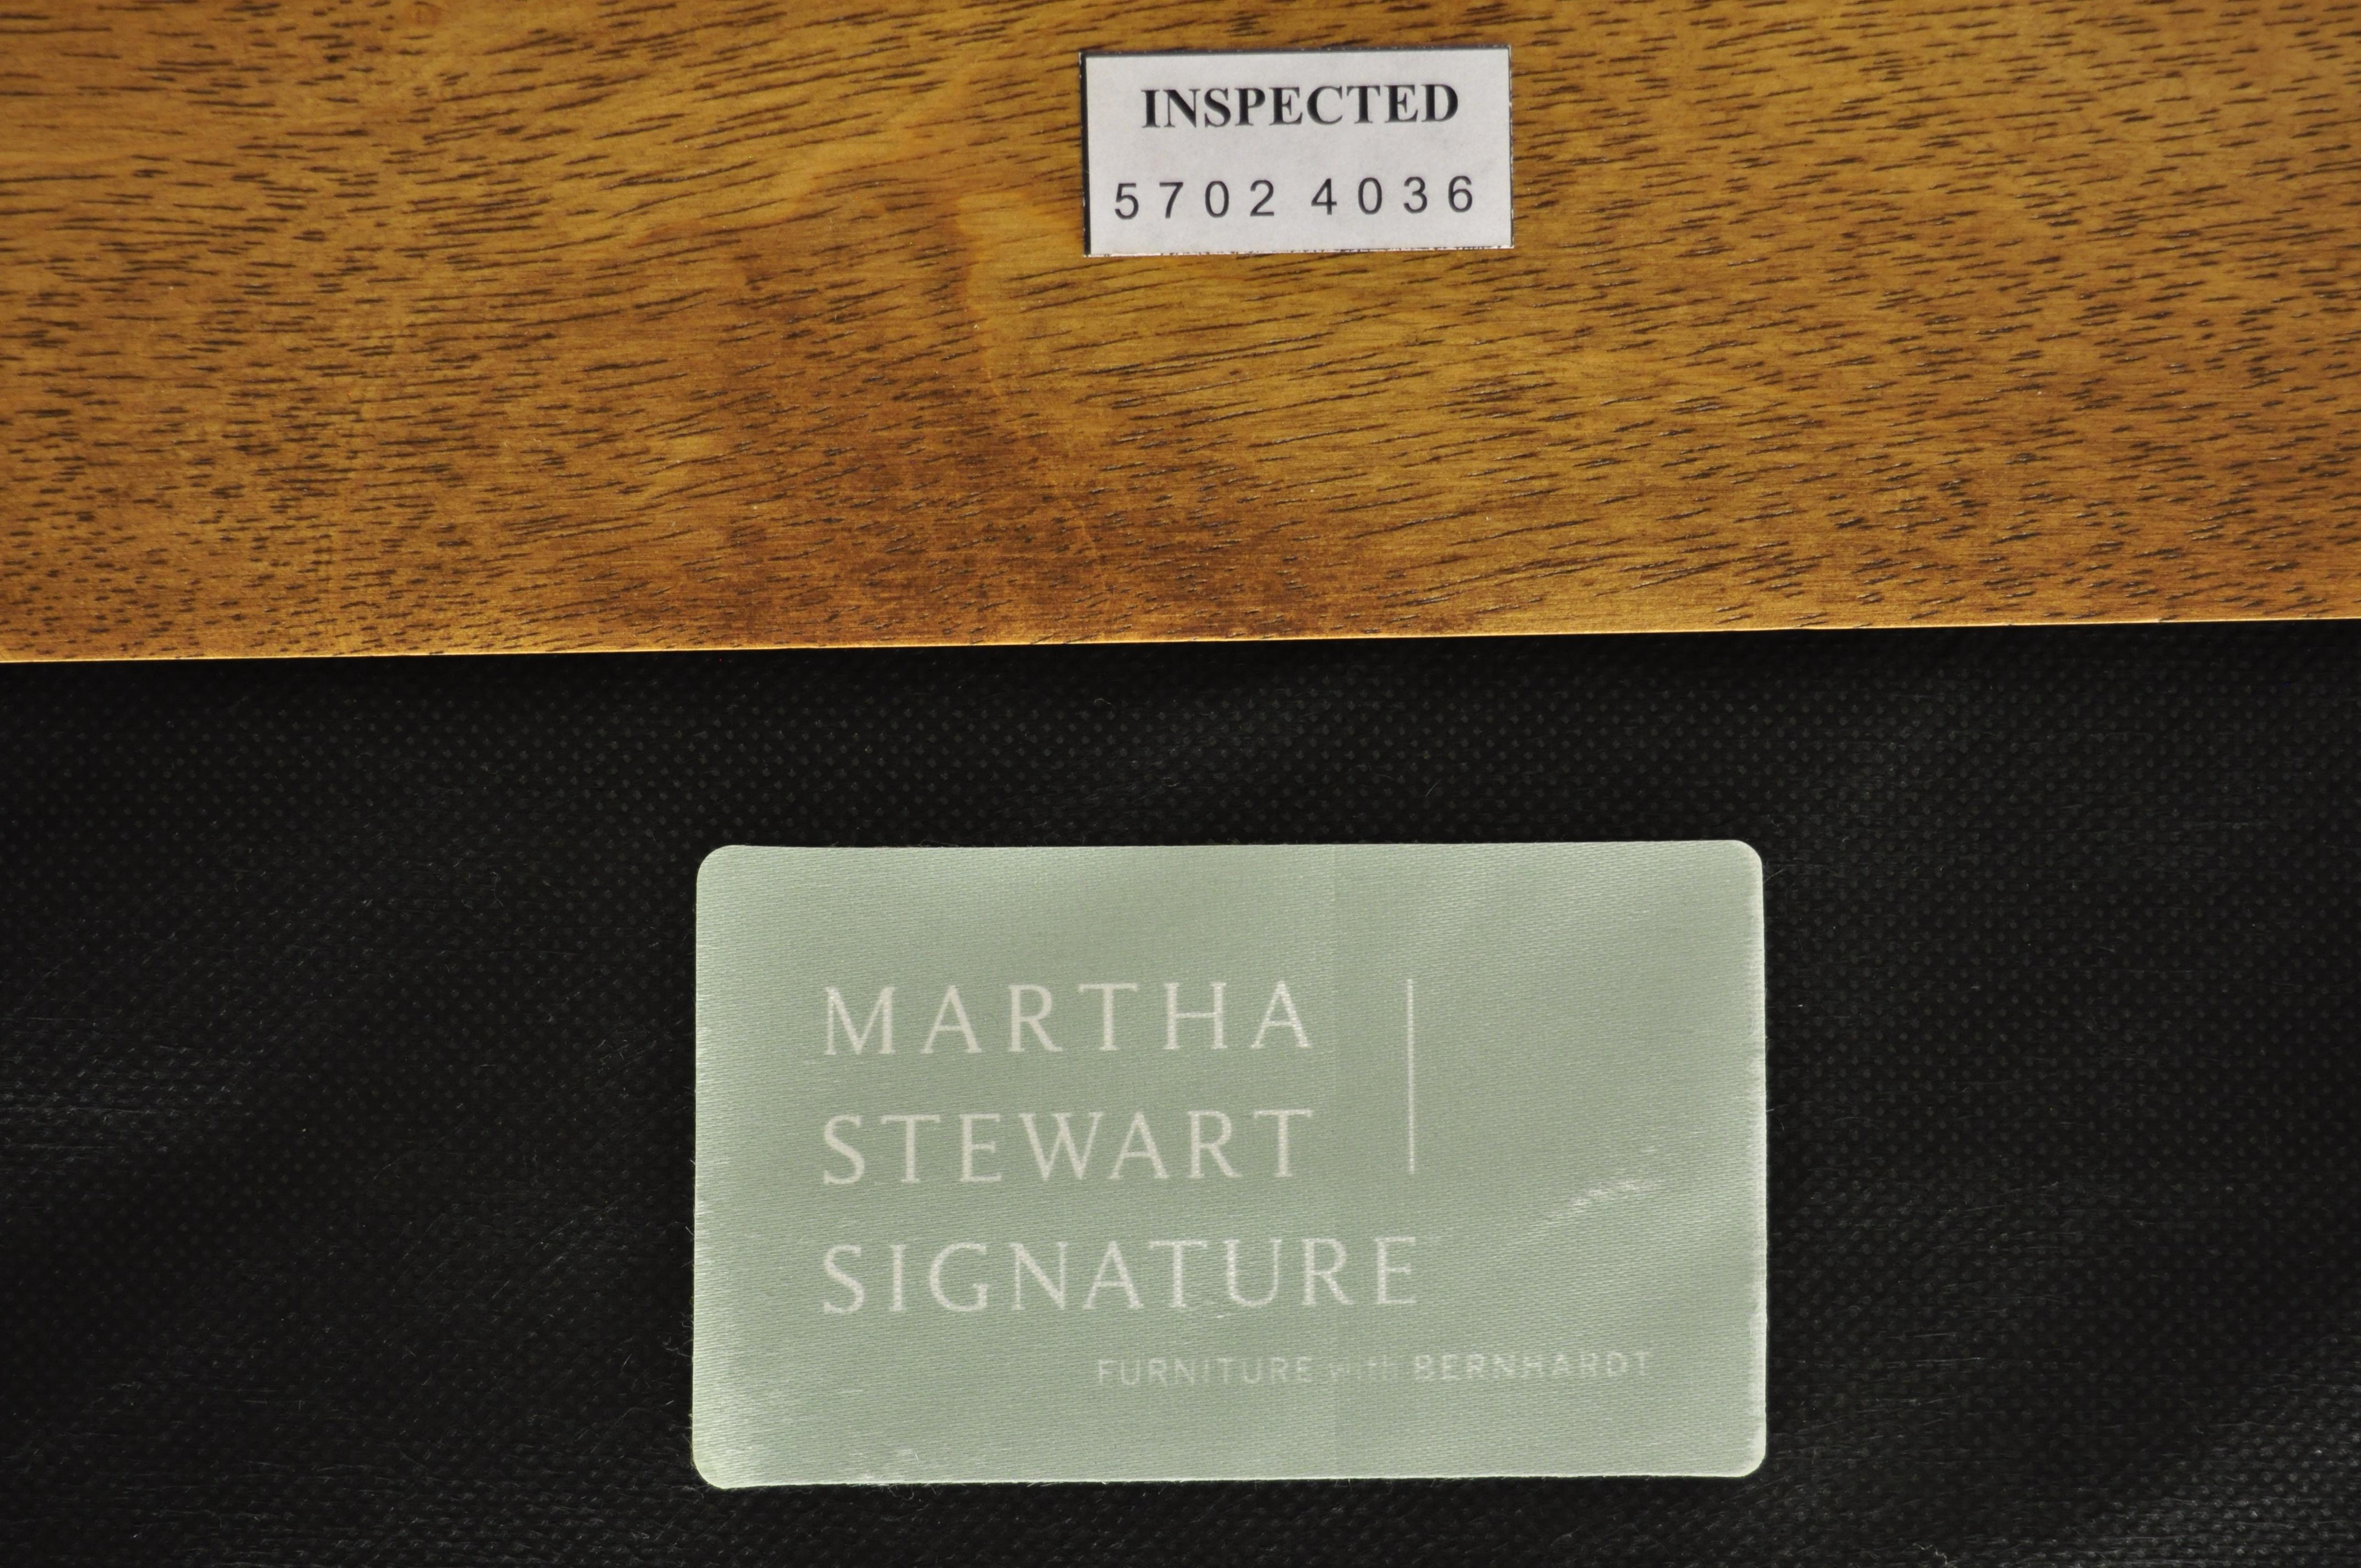 INSPECTED
5702 4036
MARTHA
STEWART
SIGNATURE
FURNITURE with BERNHARDT